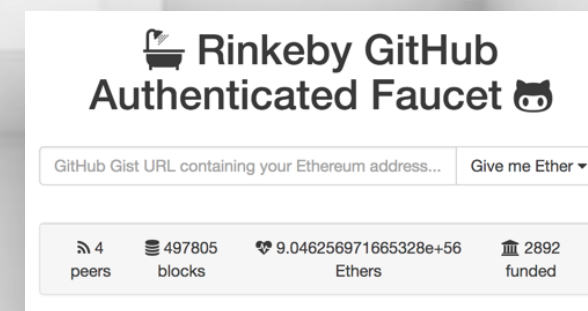 Rinkeby GitHub
Authenticated Faucet
GitHub Gist URL containing your Ethereum address... Give me Ether
4 497805 9.046256971665328e+56 2892
peers blocks Ethers funded